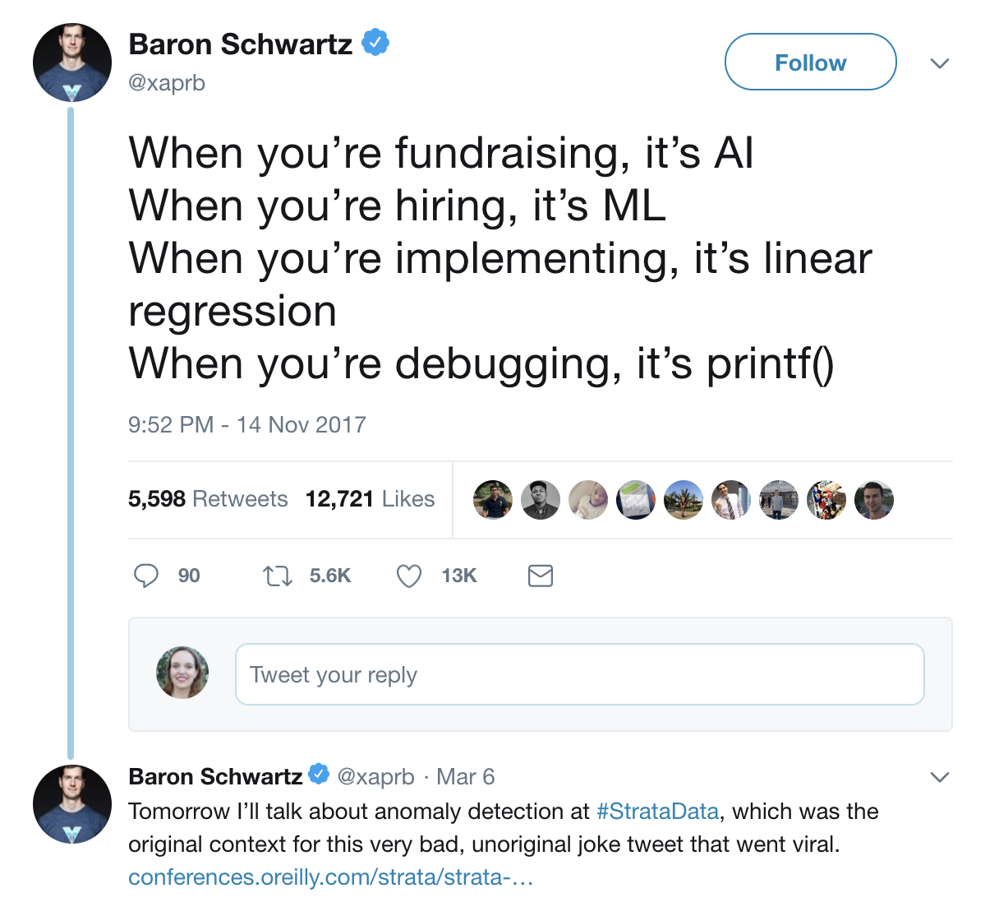 Baron Schwartz
@xaprb
Follow
When you’re fundraising, it’s AI
When you’re hiring, it’s ML
When you’re implementing, it’s linear
regression
When you’re debugging, it’s printf()
9:52 PM - 14 Nov 2017
5,598 Retweets 12,721 Likes
90 5.6K 13K
Tweet your reply
Baron Schwartz @xaprb · Mar 6
Tomorrow I’ll talk about anomaly detection at #StrataData, which was the
original context for this very bad, unoriginal joke tweet that went viral.
conferences.oreilly.com/strata/strata-…